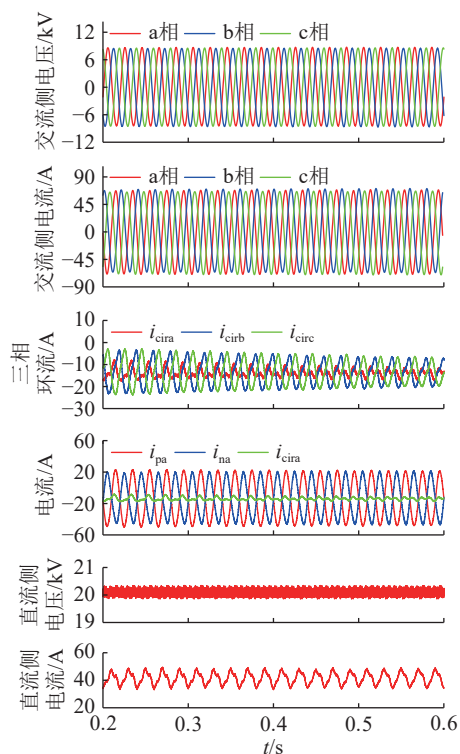 交流侧电压/kV
12
6
0
−6
−12
a相 b相 c相
交流侧电流/A
90
45
0
−45
−90
a相 b相 c相
三相
环流/A
10
0
−10
−20
−30
i_cira i_cirb i_circ
电流/A
60
20
−20
−60
i_pa i_na i_cira
直流侧
电压/kV
21
20
19
直流侧
电流/A
60
40
20
0.2 0.3 0.4 0.5 0.6
t/s